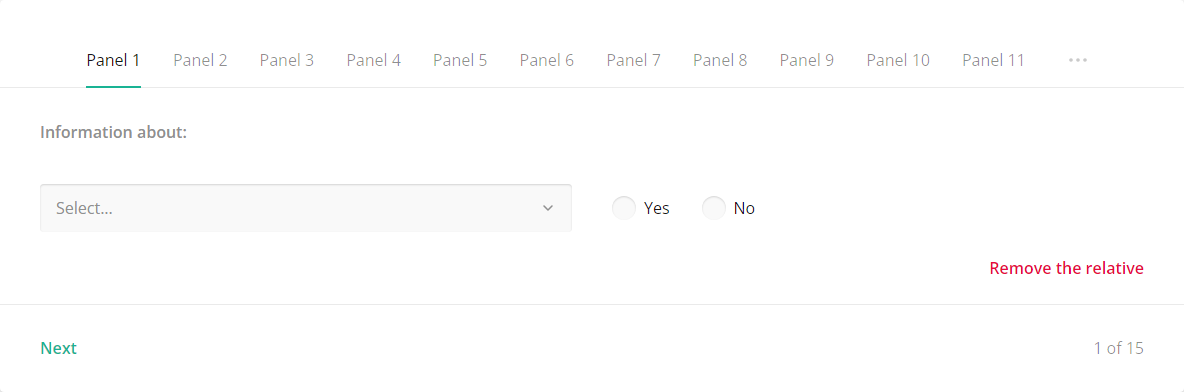 Panel 1 Panel 2 Panel 3 Panel 4 Panel 5 Panel 6 Panel 7 Panel 8 Panel 9 Panel 10 Panel 11 ...
Information about:
Select... Yes No
Remove the relative
Next 1 of 15